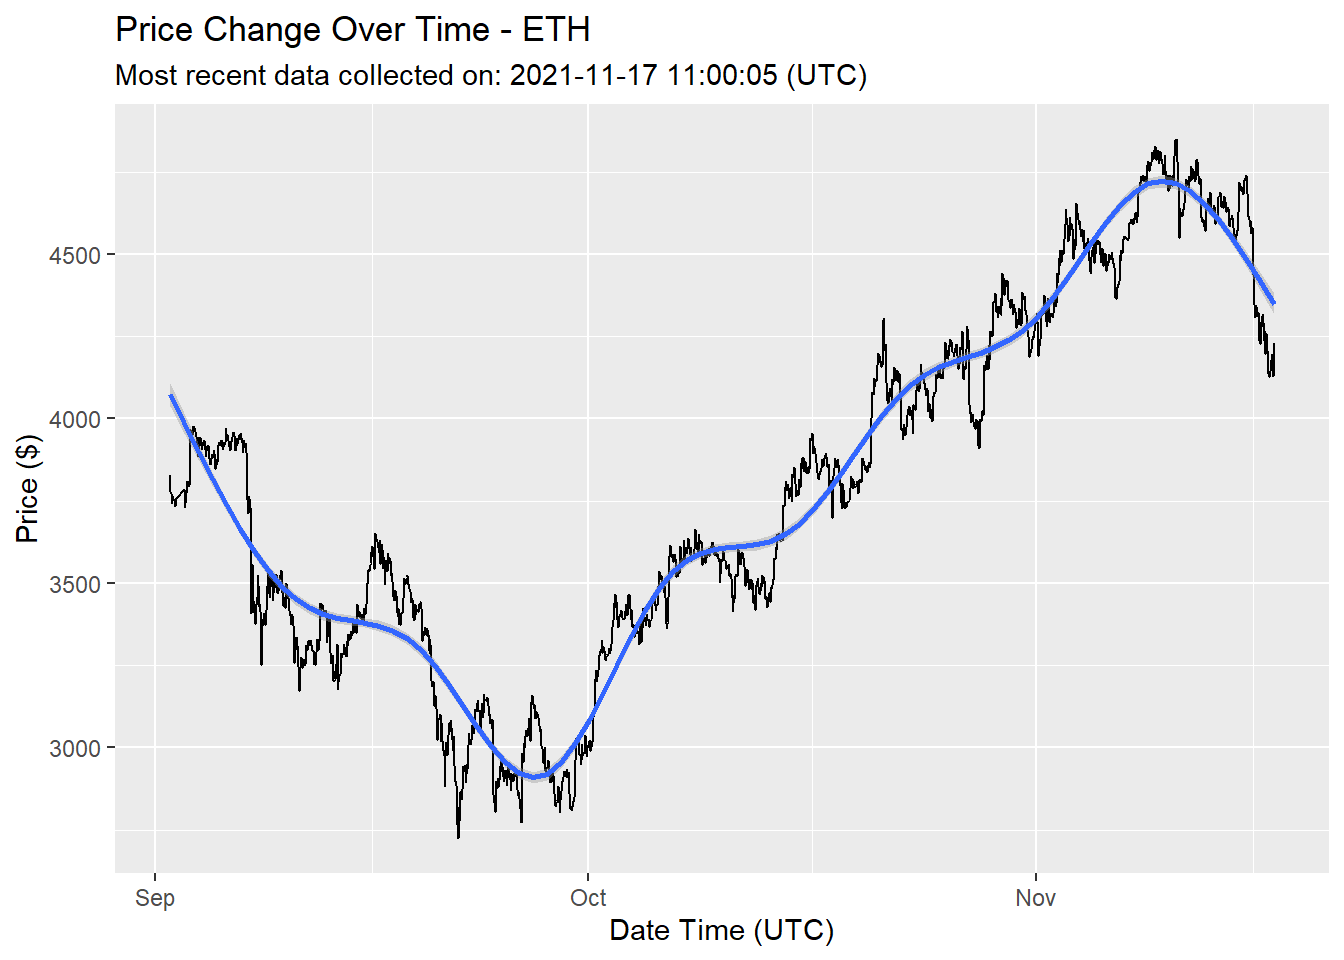 Price Change Over Time - ETH
Most recent data collected on: 2021-11-17 11:00:05 (UTC)
Price ($)
4500
4000
3500
3000
Sep
Oct
Nov
Date Time (UTC)